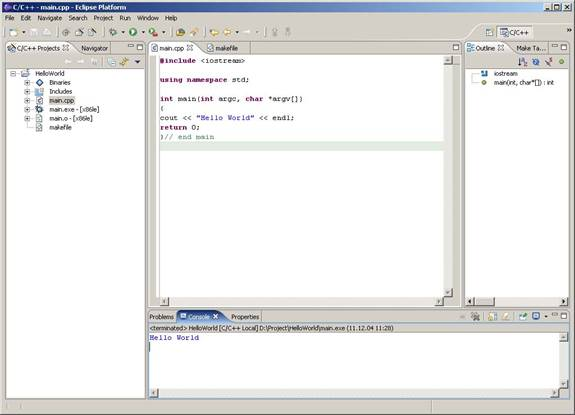 C/C++ - main.cpp - Eclipse Platform
File Edit Navigate Search Project Run Window Help
C/C++
C/C++ Projects Navigator
HelloWorld
Binaries
Includes
main.cpp
main.exe - [x86le]
main.o - [x86le]
makefile
main.cpp makefile
#include <iostream>
using namespace std;
int main(int argc, char *argv[])
{
cout << "Hello World" << endl;
return 0;
}// end main
Outline Make Ta...
iostream
main(int, char*[]) : int
Problems Console Properties
<terminated> HelloWorld [C/C++ Local] D:\Project\HelloWorld\main.exe (11.12.04 11:28)
Hello World